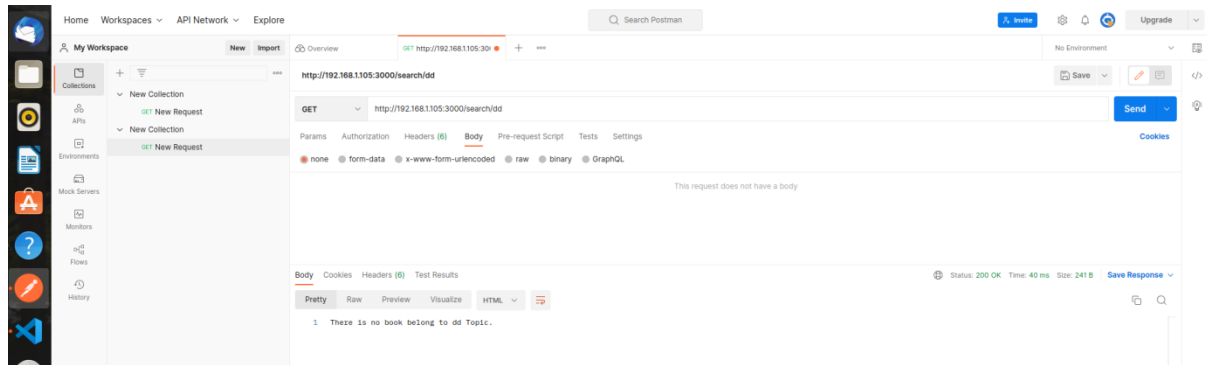 Home Workspaces API Network Explore
Search Postman
Invite
Upgrade
My Workspace
New Import
Overview
GET http://192.168.1.105:300
No Environment
Collections
APIs
Environments
Mock Servers
Monitors
Flows
History
New Collection
GET New Request
New Collection
GET New Request
http://192.168.1.105:3000/search/dd
Save
GET http://192.168.1.105:3000/search/dd
Send
Params Authorization Headers (6) Body Pre-request Script Tests Settings
Cookies
none form-data x-www-form-urlencoded raw binary GraphQL
This request does not have a body
Body Cookies Headers (6) Test Results
Status: 200 OK Time: 40 ms Size: 241 B Save Response
Pretty Raw Preview Visualize HTML
1 There is no book belong to dd Topic.